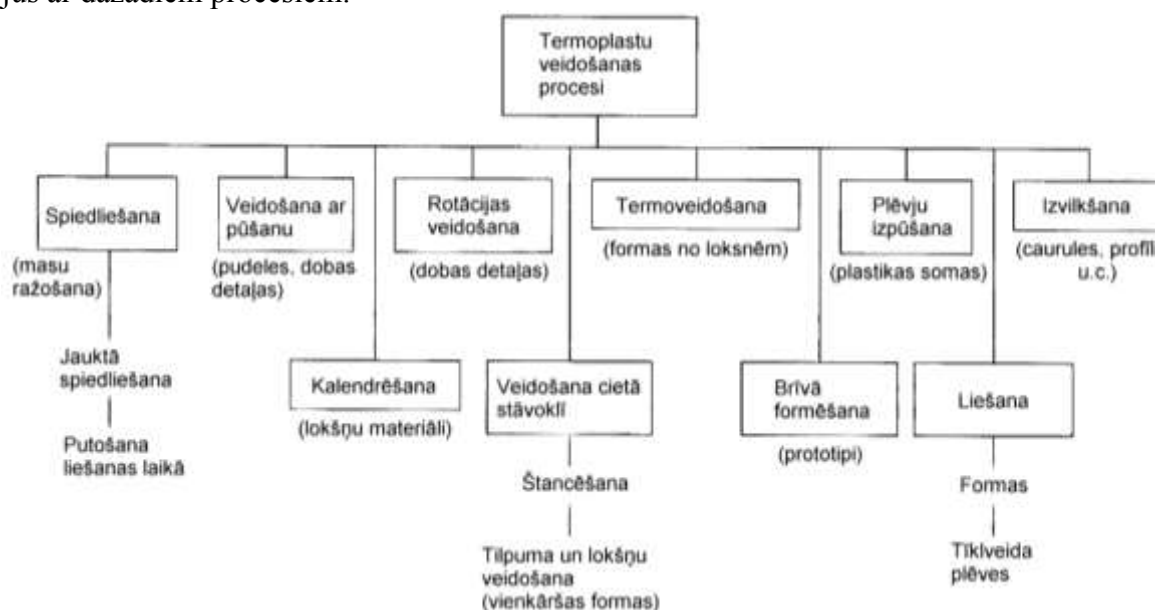 jus ar dažādiem procesiem.
Termoplastu
veidošanas
procesi
Spiedliešana
(masu
ražošana)
Jauktā
spiedliešana
Putošana
liešanas laikā
Veidošana ar
pūšanu
(pudeles, dobas
detaļas)
Kalendrēšana
(lokšņu materiāli)
Rotācijas
veidošana
(dobas detaļas)
Veidošana cietā
stāvoklī
Štancēšana
Tilpuma un lokšņu
veidošana
(vienkāršas formas)
Termoveidošana
(formas no loksnēm)
Brīvā
formēšana
(prototipi)
Plēvju
izpūšana
(plastikas somas)
Liešana
Formas
Tīklveida
plēves
Izvilkšana
(caurules, profīl
u.c.)